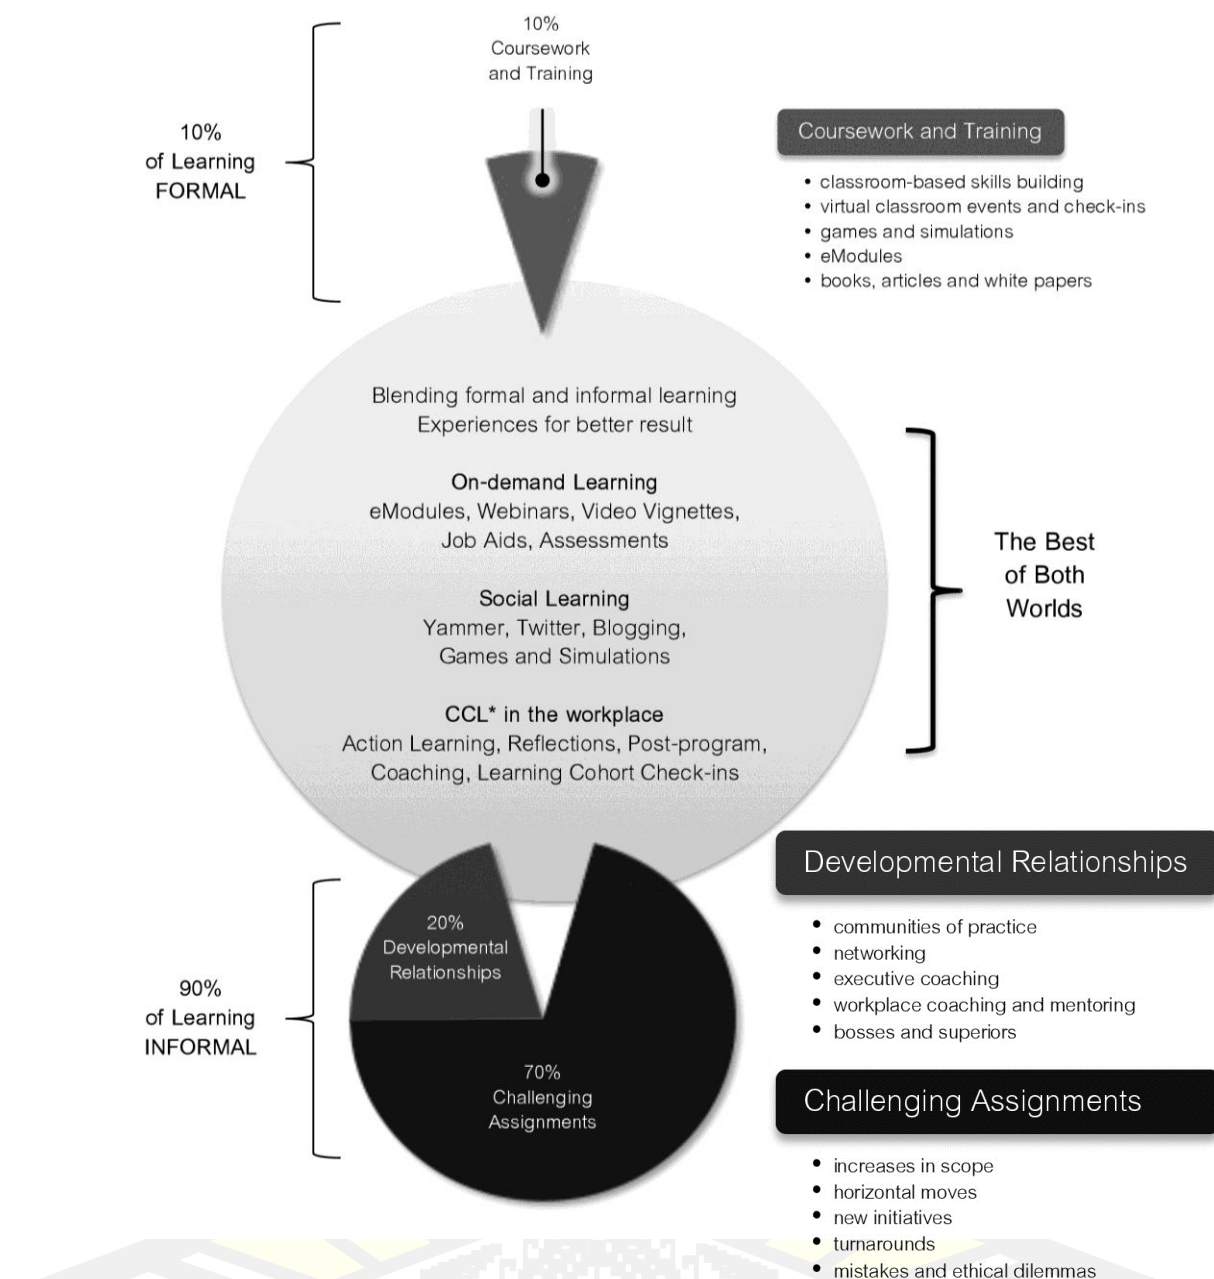 10%
Coursework
and Training
10%
of Learning
FORMAL
Coursework and Training
• classroom-based skills building
• virtual classroom events and check-ins
• games and simulations
• eModules
• books, articles and white papers
Blending formal and informal learning
Experiences for better result
On-demand Learning
eModules, Webinars, Video Vignettes,
Job Aids, Assessments
Social Learning
Yammer, Twitter, Blogging,
Games and Simulations
CCL* in the workplace
Action Learning, Reflections, Post-program,
Coaching, Learning Cohort Check-ins
The Best
of Both
Worlds
90%
of Learning
INFORMAL
20%
Developmental
Relationships
70%
Challenging
Assignments
Developmental Relationships
• communities of practice
• networking
• executive coaching
• workplace coaching and mentoring
• bosses and superiors
Challenging Assignments
• increases in scope
• horizontal moves
• new initiatives
• turnarounds
• mistakes and ethical dilemmas